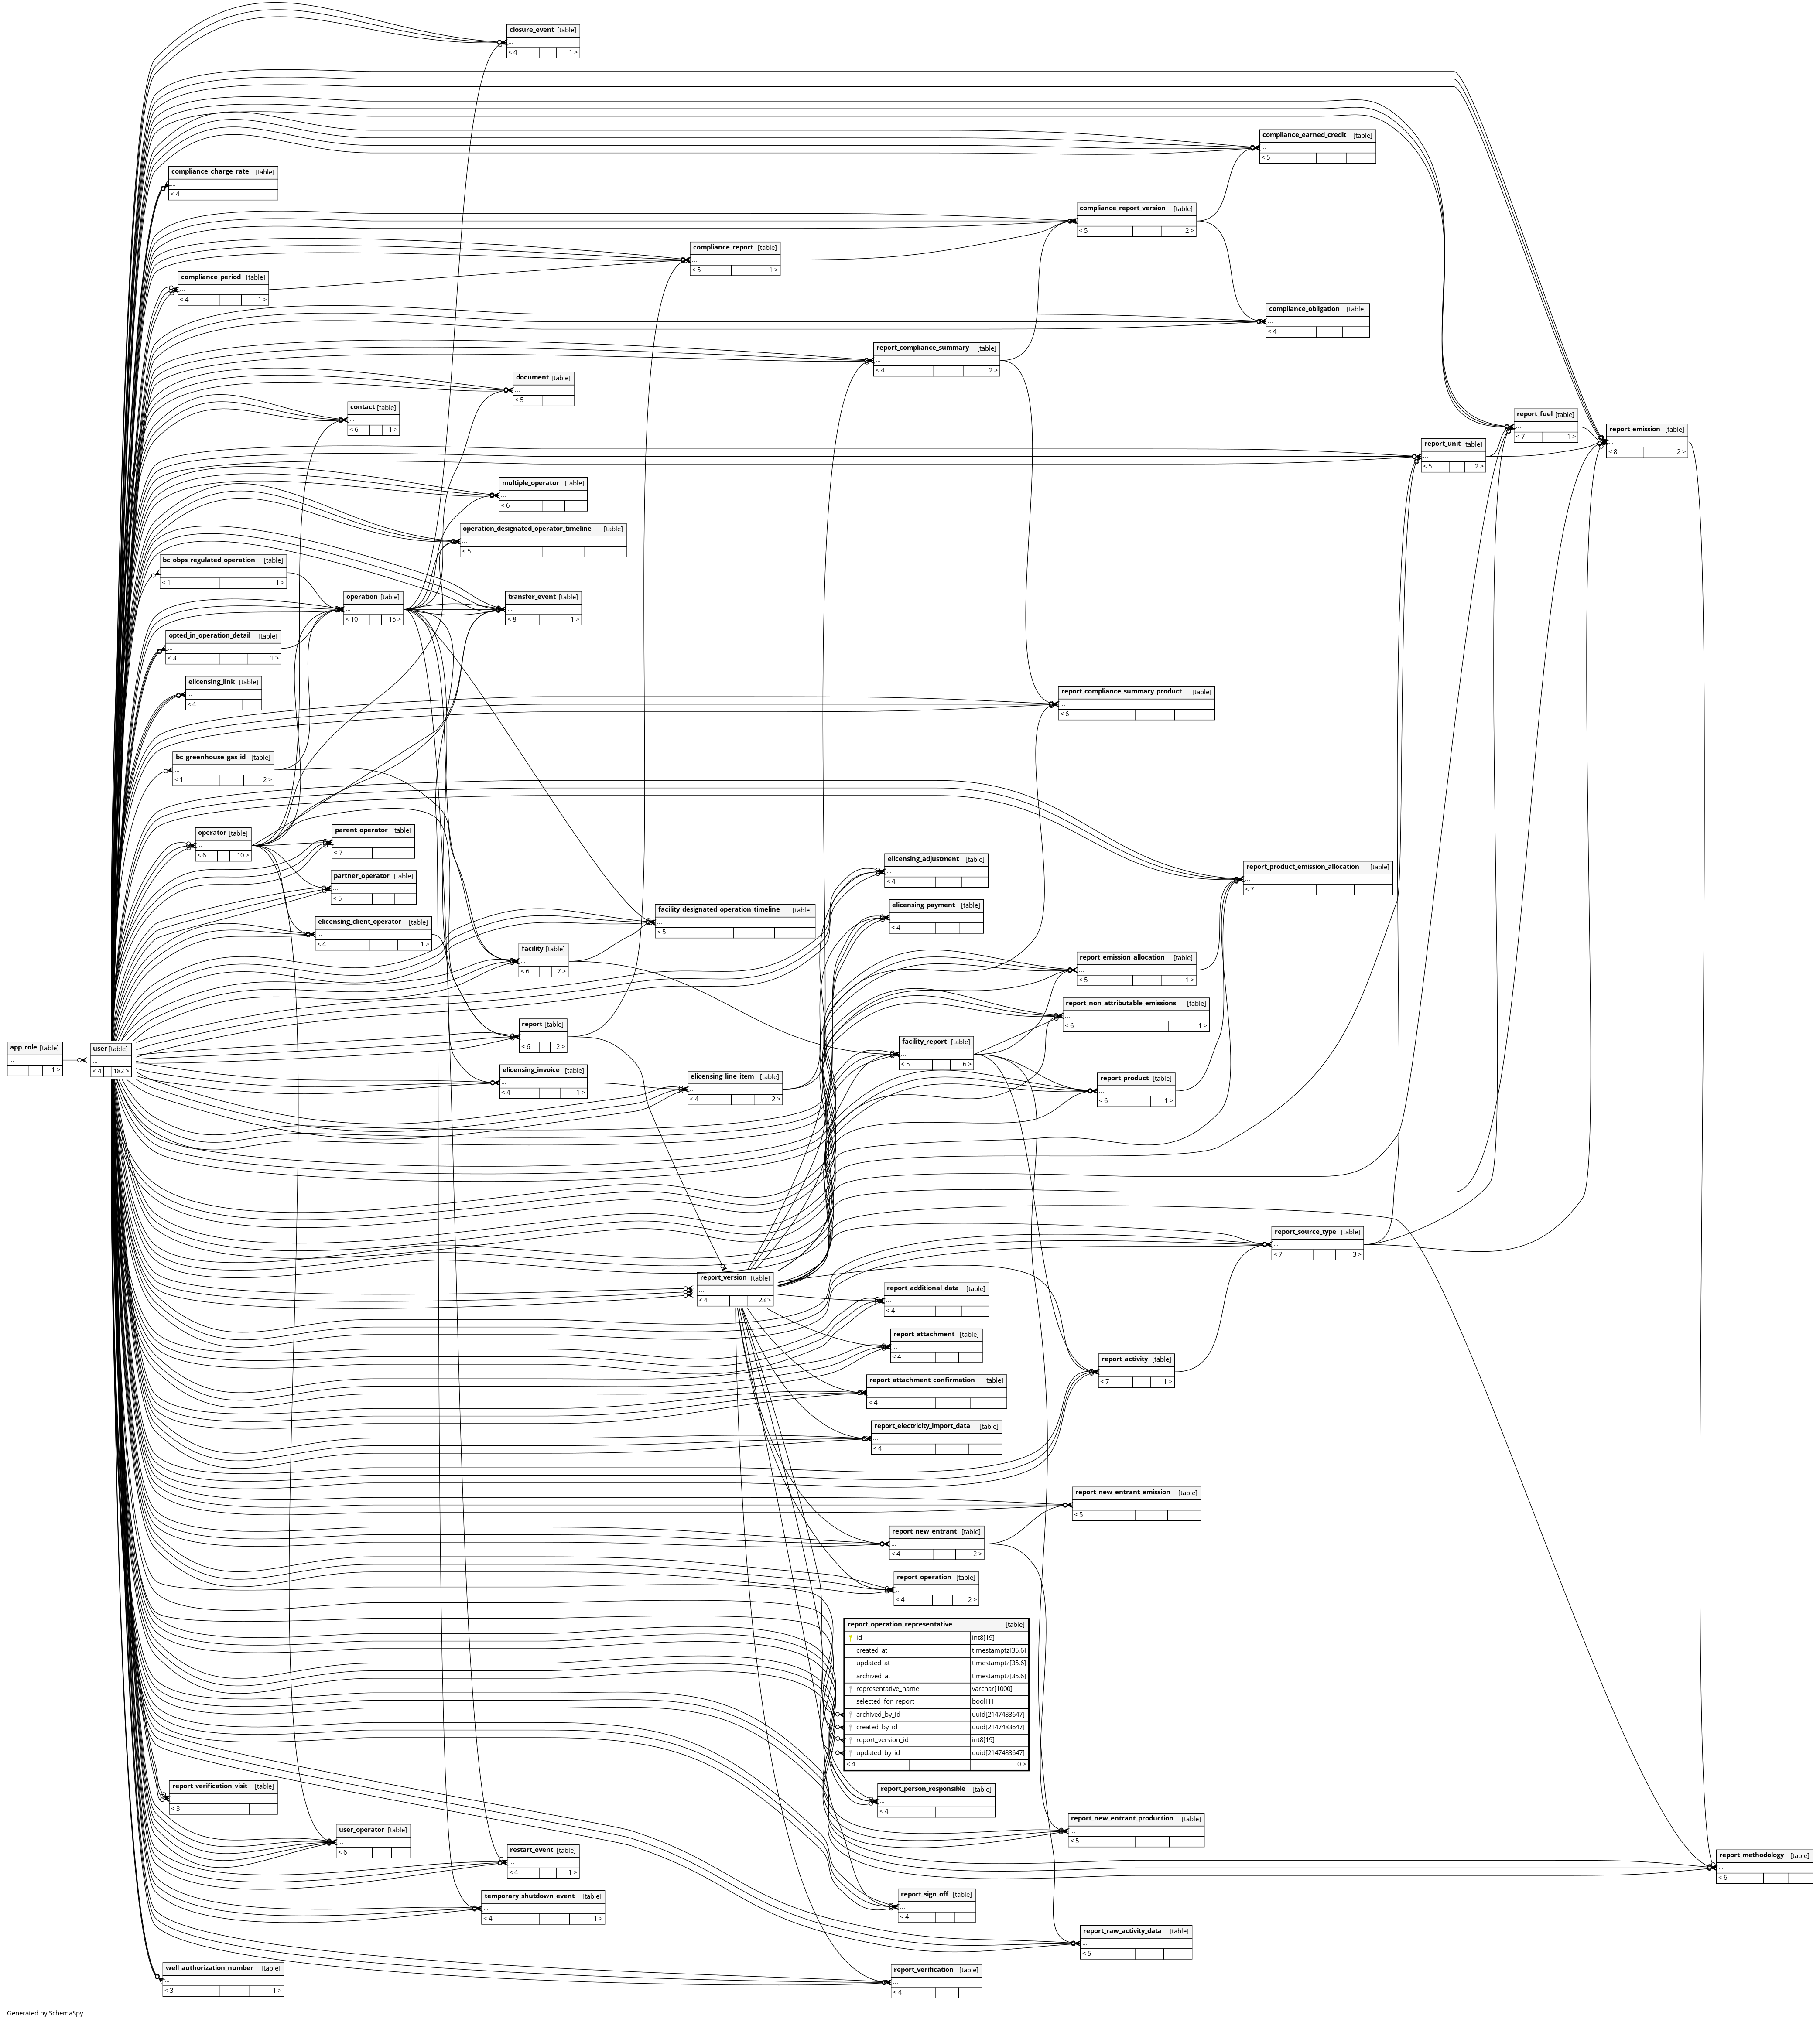 closure_event [table]
...
< 4 1 >
compliance_earned_credit [table]
...
< 5
compliance_charge_rate [table]
...
< 4
compliance_report_version [table]
...
< 5 2 >
compliance_report [table]
...
< 5 1 >
compliance_period [table]
...
< 4 1 >
compliance_obligation [table]
...
< 4
report_compliance_summary [table]
...
< 4 2 >
document [table]
...
< 5
contact [table]
...
< 6 1 >
report_fuel [table]
...
< 7 1 >
report_emission [table]
...
< 8 2 >
report_unit [table]
...
< 5 2 >
multiple_operator [table]
...
< 6
operation_designated_operator_timeline [table]
...
< 5
bc_obps_regulated_operation [table]
...
< 1 1 >
operation [table]
...
< 10 15 >
transfer_event [table]
...
< 8 1 >
opted_in_operation_detail [table]
...
< 3 1 >
elicensing_link [table]
...
< 4
report_compliance_summary_product [table]
...
< 6
bc_greenhouse_gas_id [table]
...
< 1 2 >
operator [table]
...
< 6 10 >
parent_operator [table]
...
< 7
elicensing_adjustment [table]
...
< 4
report_product_emission_allocation [table]
...
< 7
partner_operator [table]
...
< 5
elicensing_payment [table]
...
< 4
facility_designated_operation_timeline [table]
...
< 5
elicensing_client_operator [table]
...
< 4 1 >
facility [table]
...
< 6 7 >
report_emission_allocation [table]
...
< 5 1 >
report_non_attributable_emissions [table]
...
< 6 1 >
report [table]
...
< 6 2 >
facility_report [table]
...
< 5 6 >
app_role [table]
...
1 >
user [table]
...
< 4 182 >
elicensing_invoice [table]
...
< 4 1 >
elicensing_line_item [table]
...
< 4 2 >
report_product [table]
...
< 6 1 >
report_source_type [table]
...
< 7 3 >
report_version [table]
...
< 4 23 >
report_additional_data [table]
...
< 4
report_attachment [table]
...
< 4
report_activity [table]
...
< 7 1 >
report_attachment_confirmation [table]
...
< 4
report_electricity_import_data [table]
...
< 4
report_new_entrant_emission [table]
...
< 5
report_new_entrant [table]
...
< 4 2 >
report_operation [table]
...
< 4 2 >
report_operation_representative [table]
id int8[19]
created_at timestamptz[35,6]
updated_at timestamptz[35,6]
archived_at timestamptz[35,6]
representative_name varchar[1000]
selected_for_report bool[1]
archived_by_id uuid[2147483647]
created_by_id uuid[2147483647]
report_version_id int8[19]
updated_by_id uuid[2147483647]
< 4 0 >
report_verification_visit [table]
...
< 3
report_person_responsible [table]
...
< 4
report_new_entrant_production [table]
...
< 5
user_operator [table]
...
< 6
restart_event [table]
...
< 4 1 >
report_methodology [table]
...
< 6
temporary_shutdown_event [table]
...
< 4 1 >
report_sign_off [table]
...
< 4
report_raw_activity_data [table]
...
< 5
well_authorization_number [table]
...
< 3 1 >
report_verification [table]
...
< 4
Generated by SchemaSpy